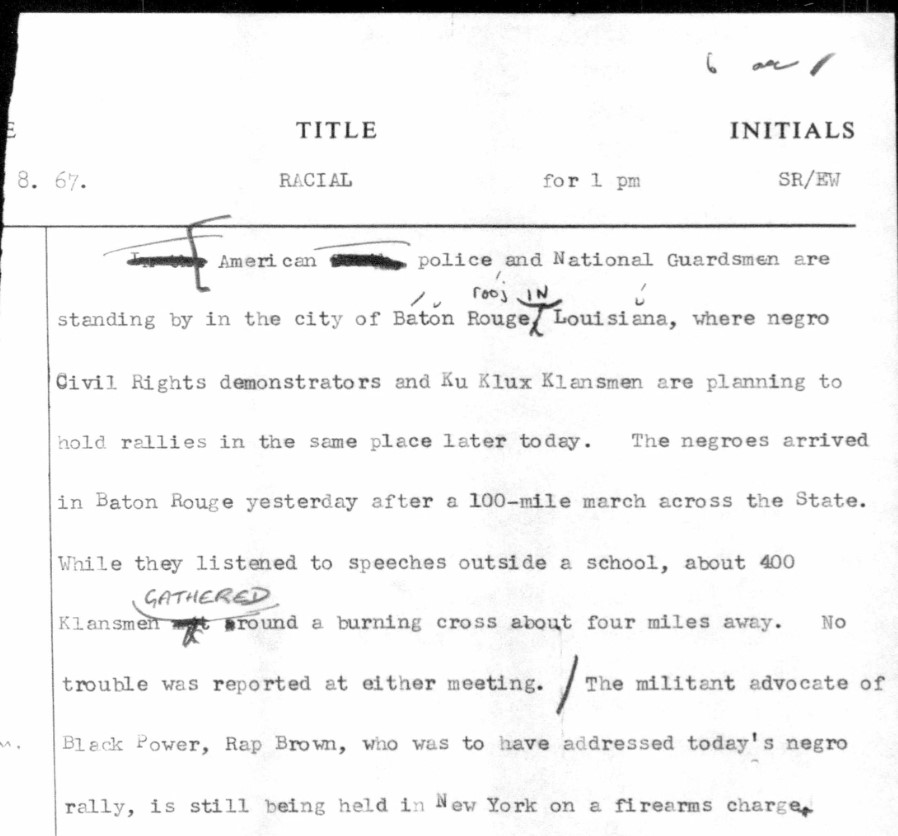 E TITLE INITIALS
8. 67. RACIAL for 1 pm SR/EW
American police and National Guardsmen are
rooj IN
standing by in the city of Baton Rouge, Louisiana, where negro
Civil Rights demonstrators and Ku Klux Klansmen are planning to
hold rallies in the same place later today. The negroes arrived
in Baton Rouge yesterday after a 100-mile march across the State.
While they listened to speeches outside a school, about 400
GATHERED
Klansmen around a burning cross about four miles away. No
trouble was reported at either meeting. / The militant advocate of
Black Power, Rap Brown, who was to have addressed today's negro
rally, is still being held in New York on a firearms charge.